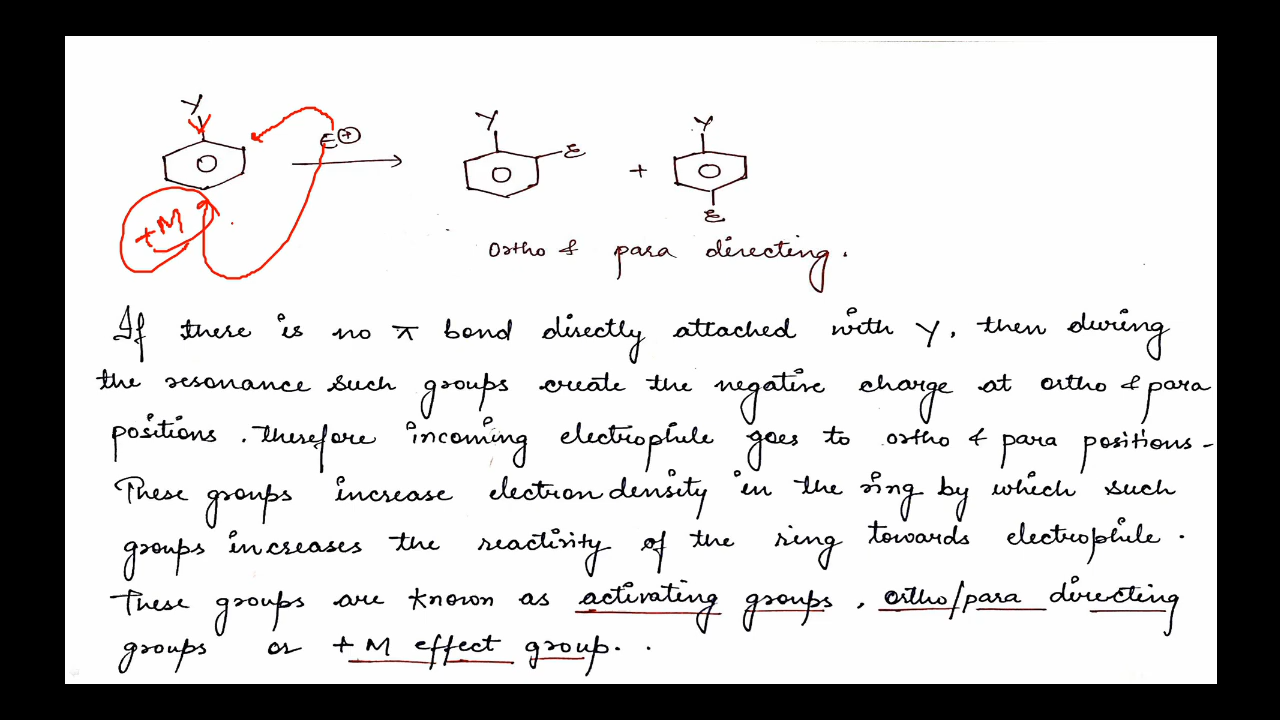 Y
E⊕
+M
Y
E
+
Y
E
Ortho & para directing.
If there is no π bond directly attached with Y, then during
the resonance such groups create the negative charge at ortho & para
positions. therefore incoming electrophile goes to ortho & para positions-
These groups increase electron density in the ring by which such
groups increases the reactivity of the ring towards electrophile.
These groups are known as activating groups, ortho/para directing
groups or +M effect group.